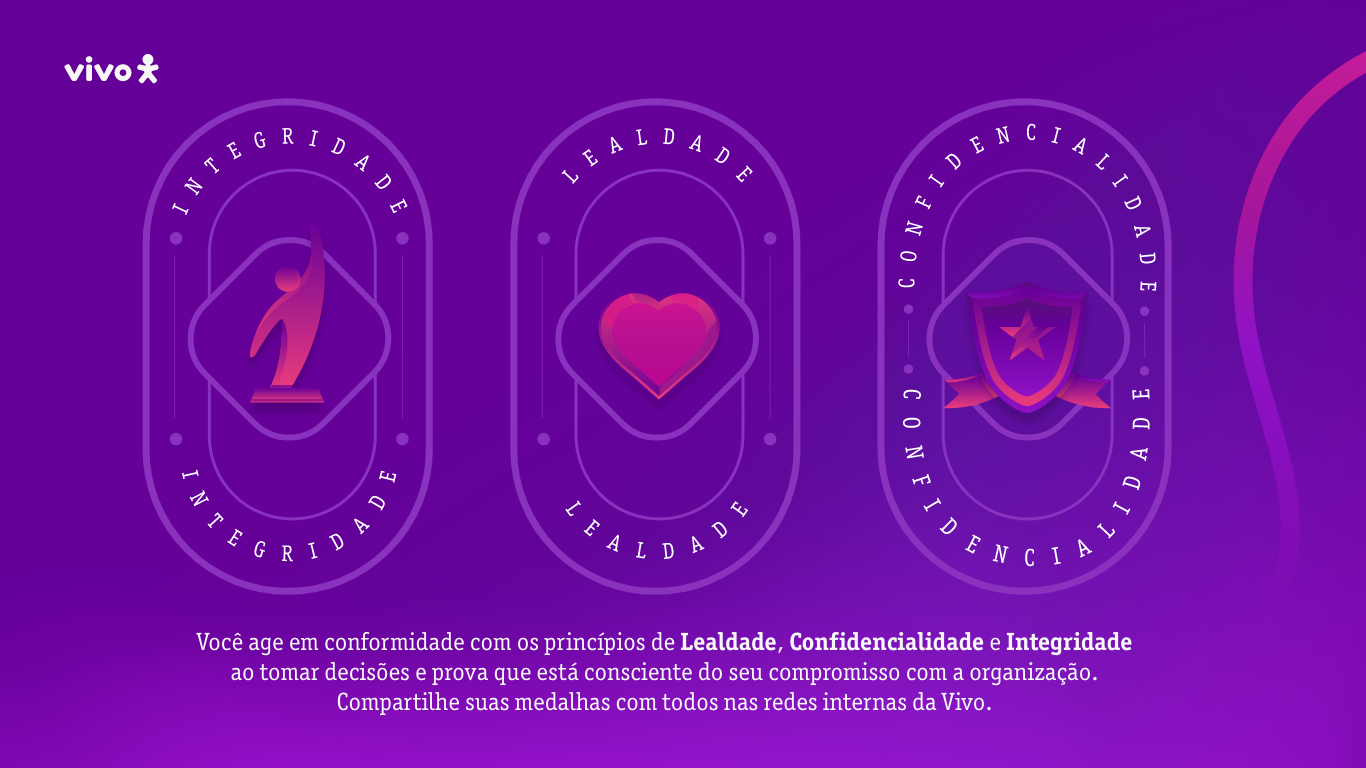 vivo
INTEGRIDADE
LEALDADE
CONFIDENCIALIDADE
INTEGRIDADE
LEALDADE
CONFIDENCIALIDAADE
Você age em conformidade com os princípios de Lealdade, Confidencialidade e Integridade
ao tomar decisões e prova que está consciente do seu compromisso com a organização.
Compartilhe suas medalhas com todos nas redes internas da Vivo.